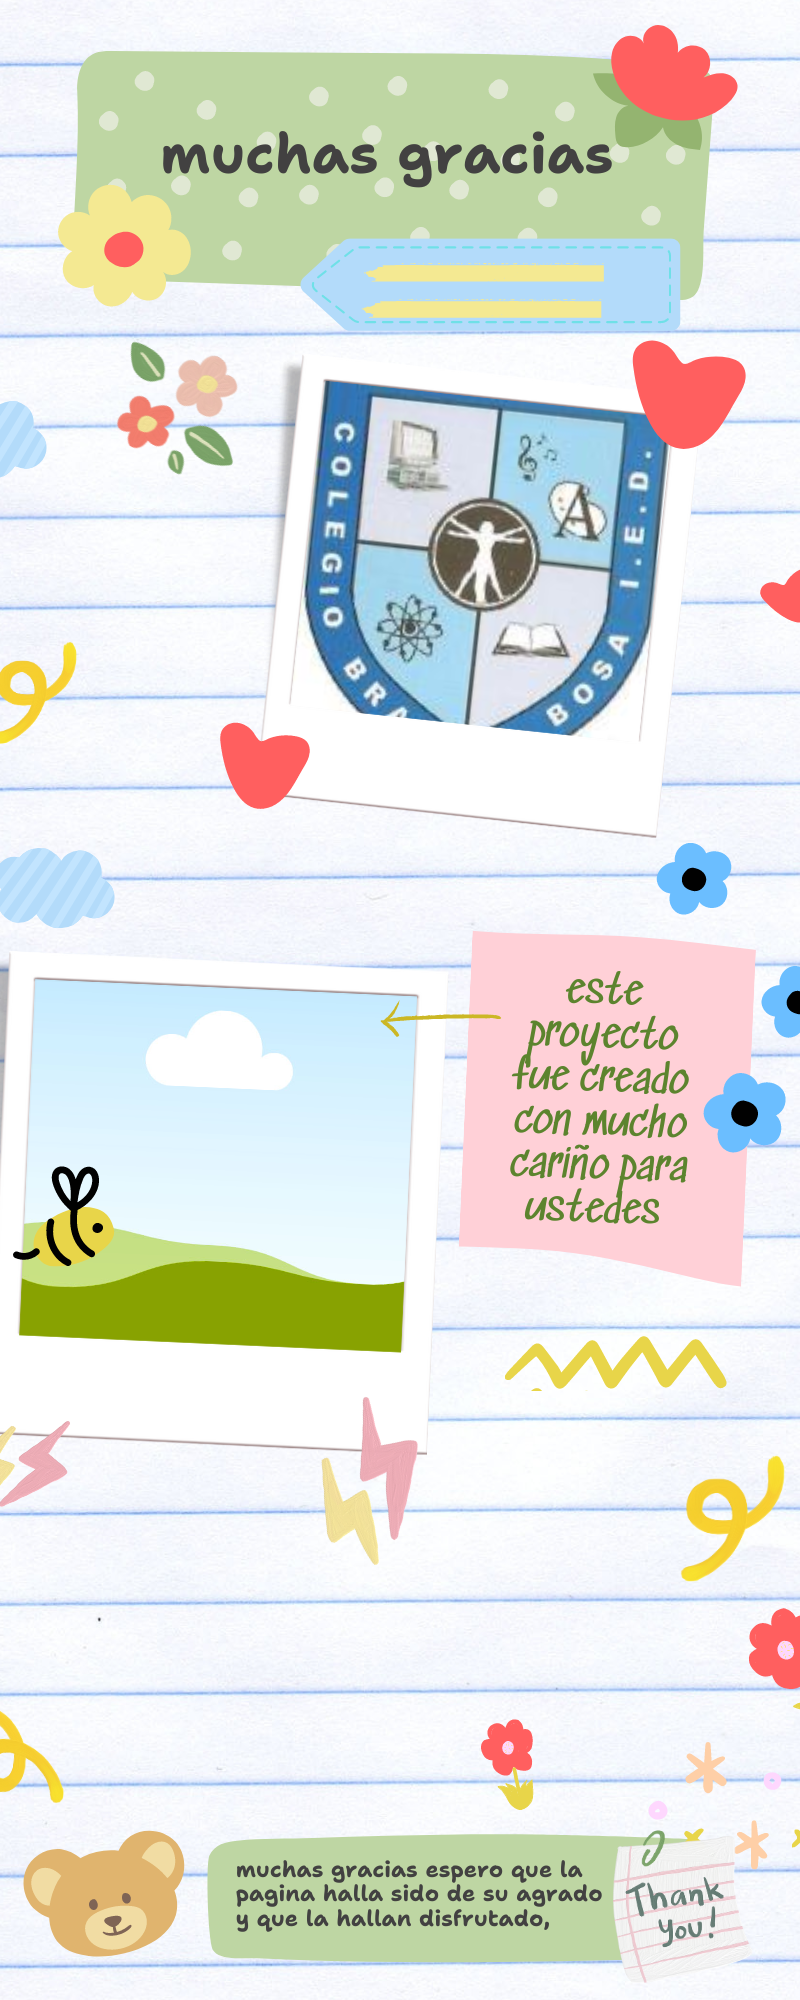 muchas gracias
COLEGIO BRA BOSA I.E.D.
A
este
proyecto
fue creado
con mucho
cariño para
ustedes
muchas gracias espero que la
pagina halla sido de su agrado
y que la hallan disfrutado,
Thank
you!